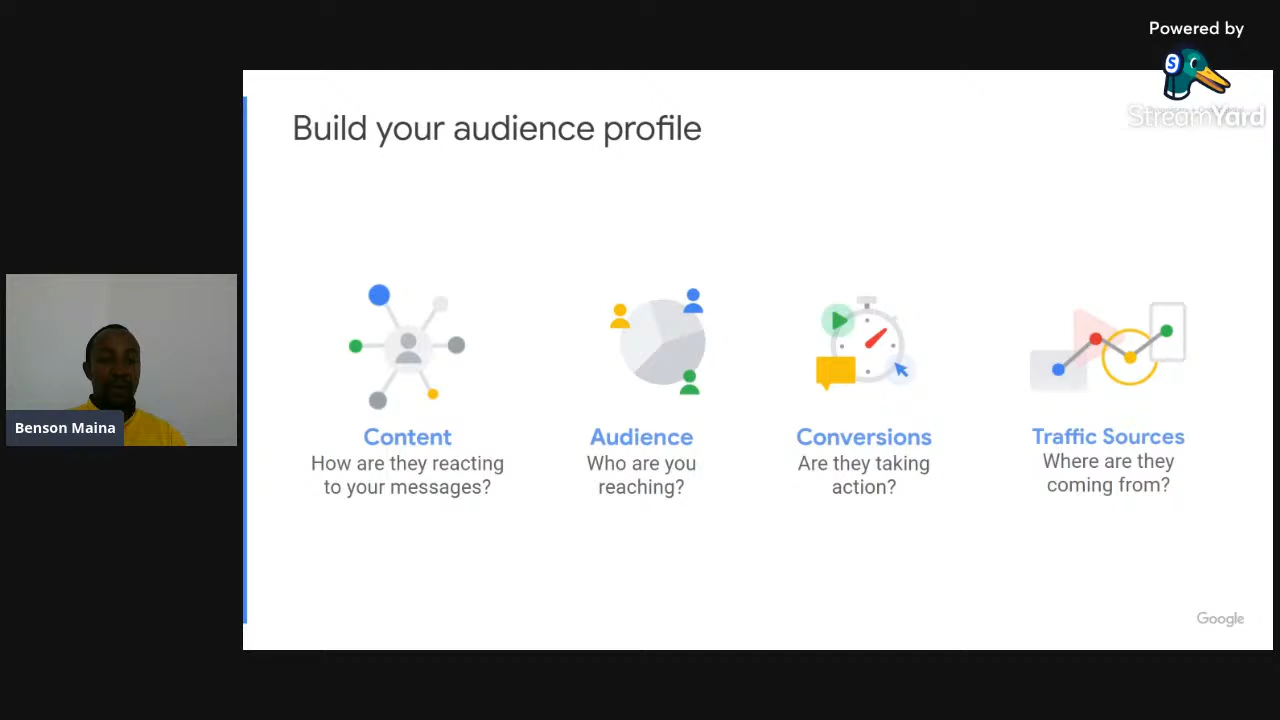 Powered by
S
StreamYard
Build your audience profile
Benson Maina
Content
How are they reacting
to your messages?
Audience
Who are you
reaching?
Conversions
Are they taking
action?
Traffic Sources
Where are they
coming from?
Google